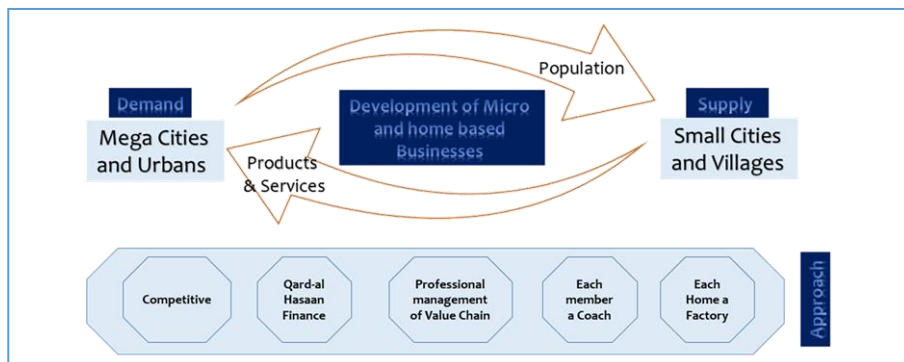 Population
Demand
Mega Cities
and Urbans
Development of Micro
and home based
Businesses
Supply
Small Cities
and Villages
Products
& Services
Competitive
Qard-al
Hasaan
Finance
Professional
management
of Value Chain
Each
member
a Coach
Each
Home a
Factory
Approach